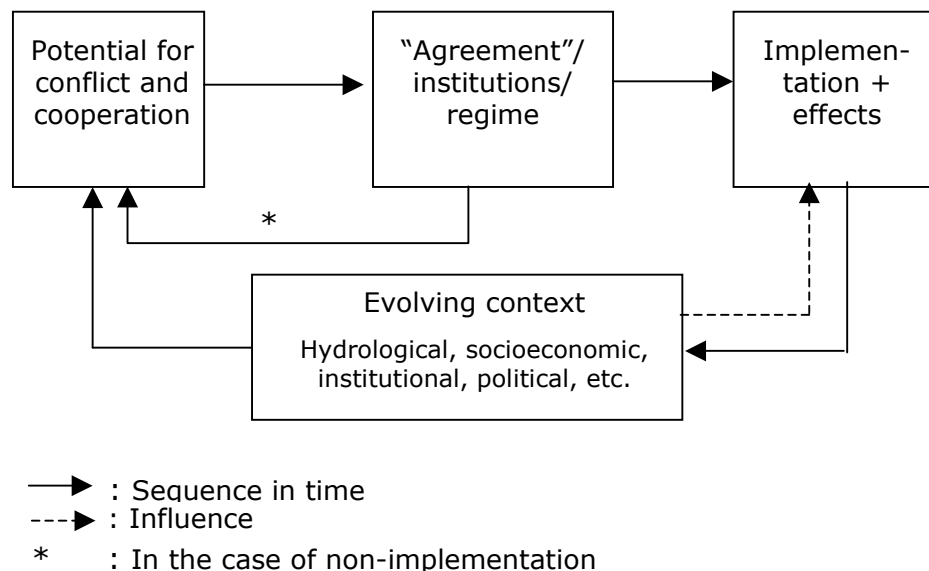 Potential for
conflict and
cooperation
“Agreement”/
institutions/
regime
Implemen-
tation +
effects
*
Evolving context
Hydrological, socioeconomic,
institutional, political, etc.
: Sequence in time
: Influence
* : In the case of non-implementation